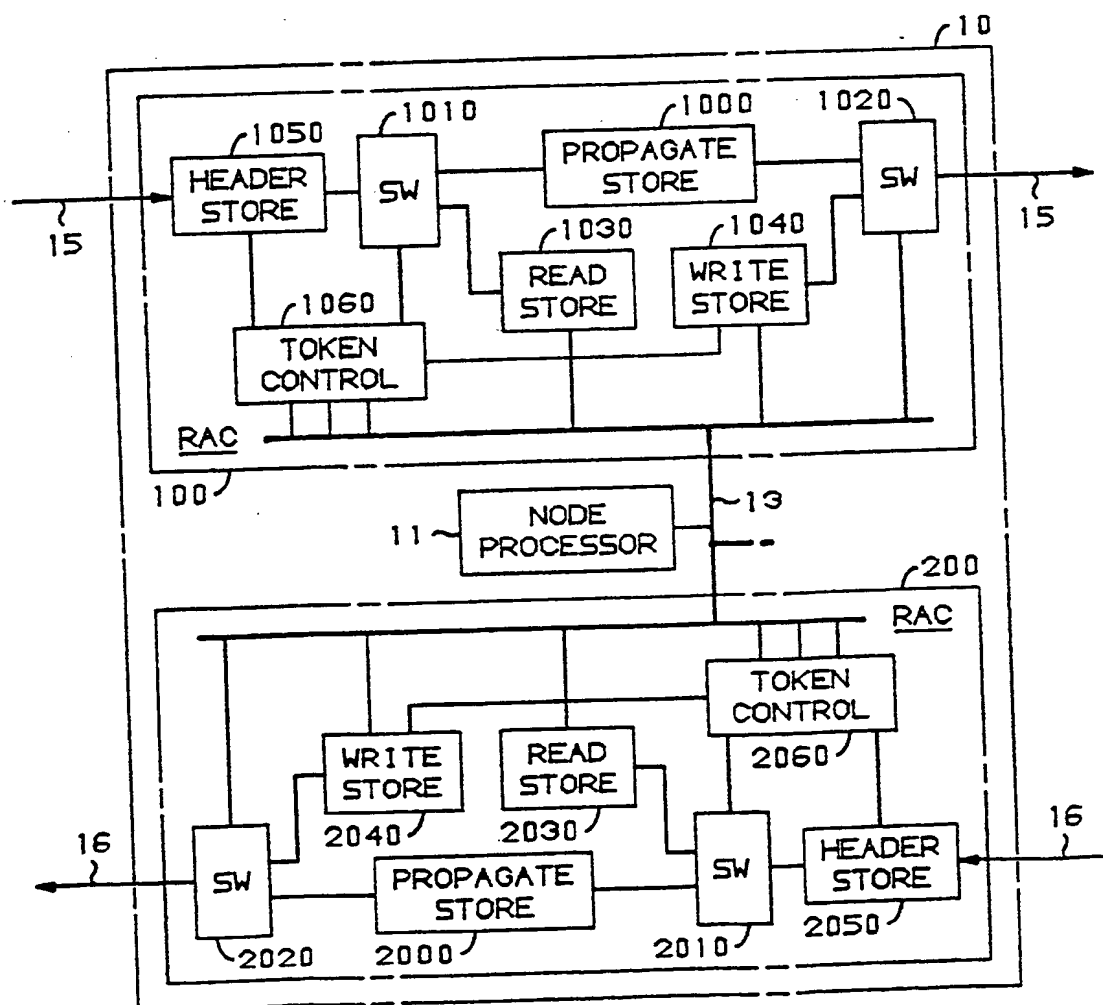 10
1050
1010
1000
1020
HEADER
STORE
SW
PROPAGATE
STORE
SW
15
15
1030
1040
READ
STORE
WRITE
STORE
1060
TOKEN
CONTROL
RAC
100
13
11
NODE
PROCESSOR
200
RAC
TOKEN
CONTROL
2060
WRITE
STORE
2040
READ
STORE
2030
16
16
SW
PROPAGATE
STORE
SW
HEADER
STORE
2020
2000
2010
2050